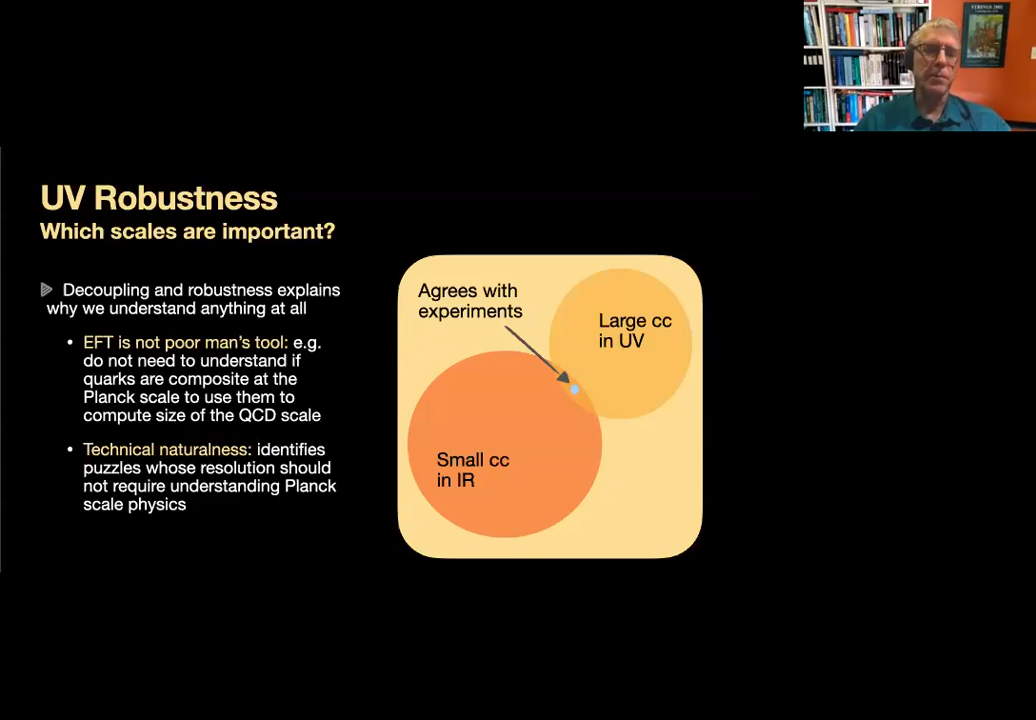 STRINGS 2005
UV Robustness
Which scales are important?
Decoupling and robustness explains
why we understand anything at all
• EFT is not poor man's tool: e.g.
do not need to understand if
quarks are composite at the
Planck scale to use them to
compute size of the QCD scale
• Technical naturalness: identifies
puzzles whose resolution should
not require understanding Planck
scale physics
Agrees with
experiments
Large cc
in UV
Small cc
in IR